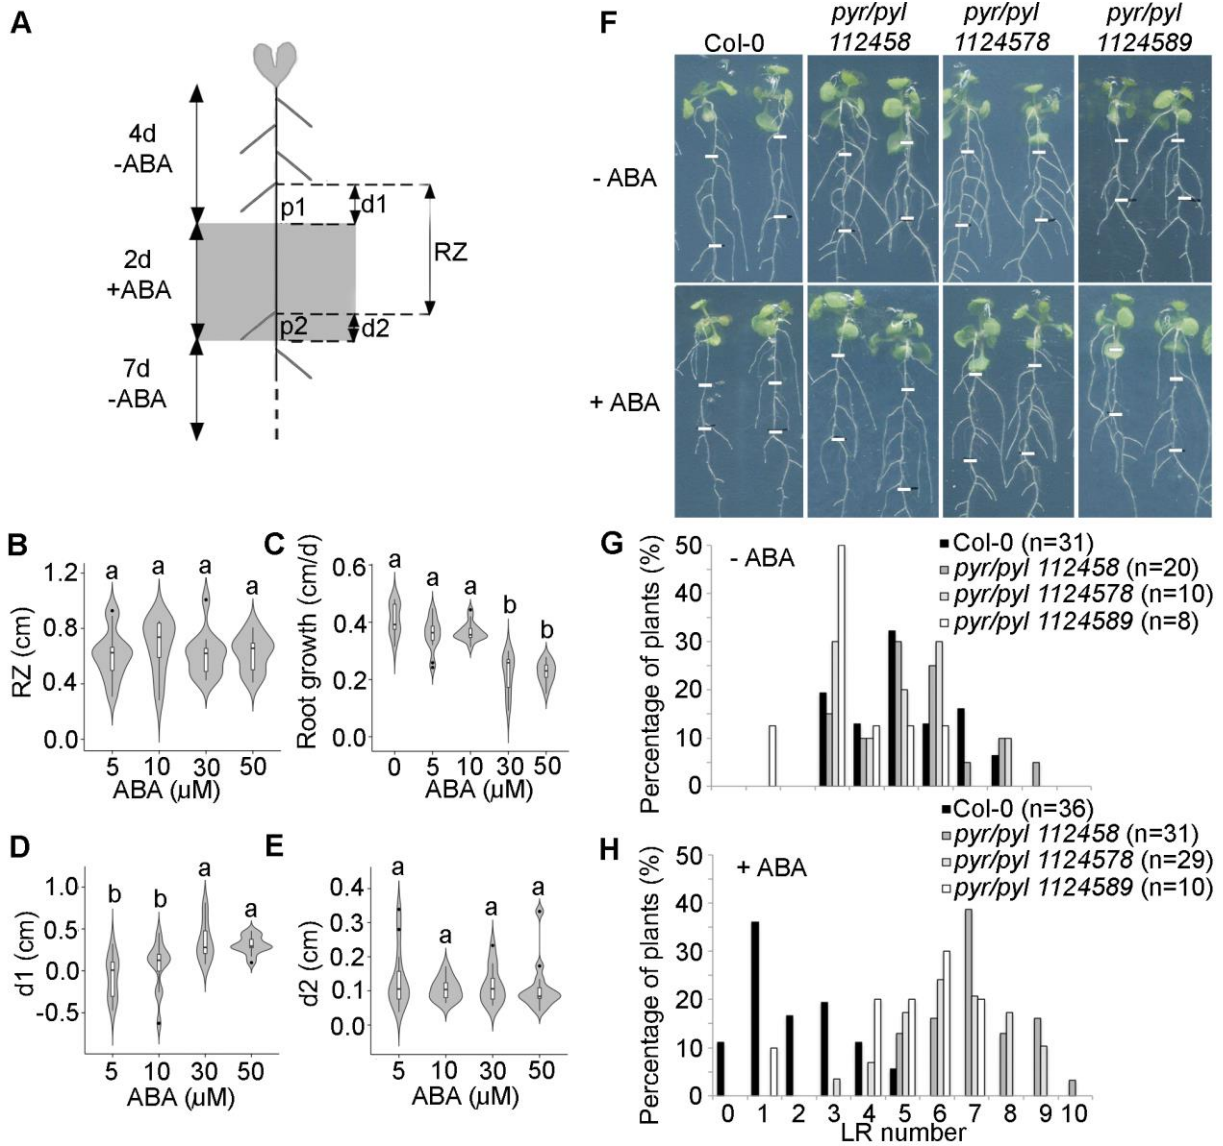 A
4d
-ABA
2d
+ABA
7d
-ABA
p1
d1
RZ
p2
d2
B
RZ (cm)
1.2
0.8
0.4
0.0
a a a a
5 10 30 50
ABA (µM)
C
Root growth (cm/d)
0.6
0.4
0.2
0.0
a a a b b
0 5 10 30 50
ABA (µM)
D
d1 (cm)
1.0
0.5
0.0
-0.5
b b a a
5 10 30 50
ABA (µM)
E
d2 (cm)
0.4
0.3
0.2
0.1
0.0
a a a a
5 10 30 50
ABA (µM)
F
Col-0
pyr/pyl
112458
pyr/pyl
1124578
pyr/pyl
1124589
- ABA
+ ABA
G
Percentage of plants (%)
50
40
30
20
10
0
- ABA
Col-0 (n=31)
pyr/pyl 112458 (n=20)
pyr/pyl 1124578 (n=10)
pyr/pyl 1124589 (n=8)
H
Percentage of plants (%)
50
40
30
20
10
0
+ ABA
Col-0 (n=36)
pyr/pyl 112458 (n=31)
pyr/pyl 1124578 (n=29)
pyr/pyl 1124589 (n=10)
0 1 2 3 4 5 6 7 8 9 10
LR number